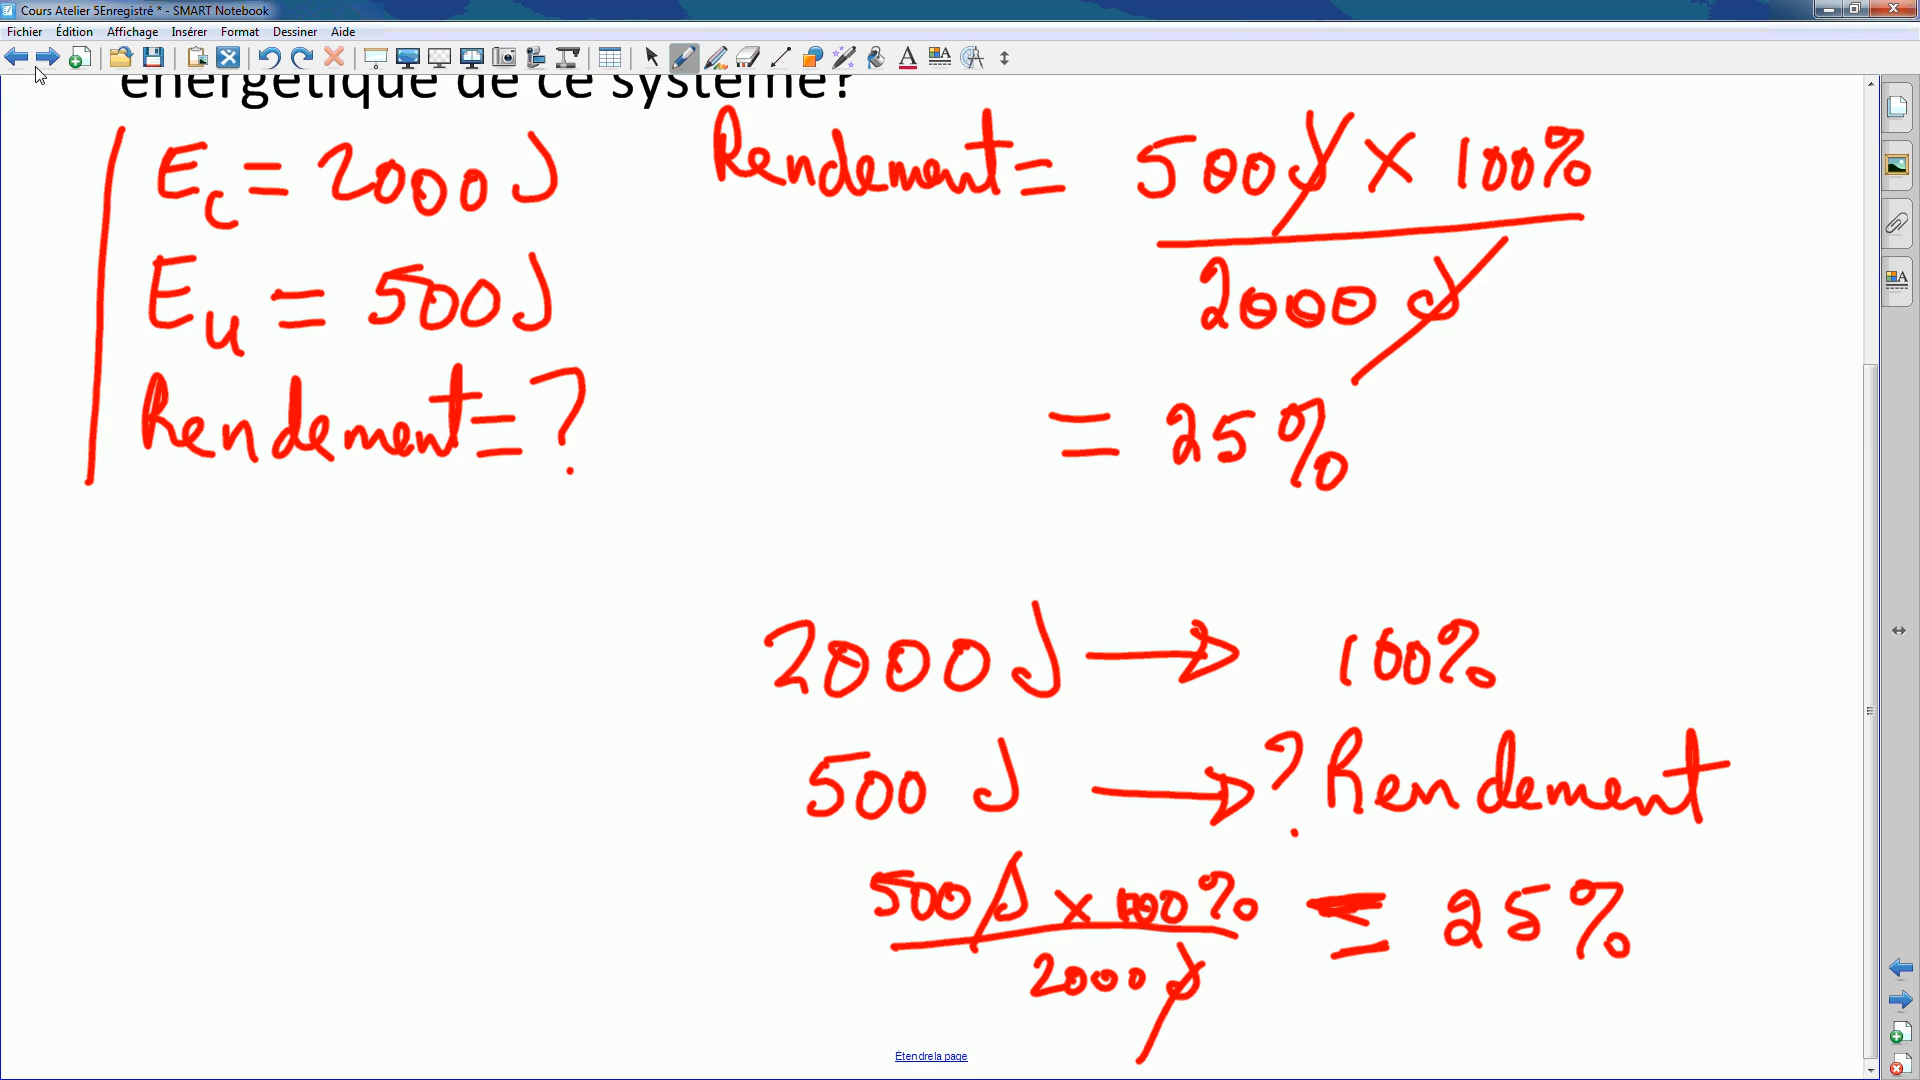 Cours Atelier 5Enregistré * - SMART Notebook
Fichier Édition Affichage Insérer Format Dessiner Aide
énergétique de ce système?
Ec = 2000 J
Eu = 500 J
Rendement = ?
Rendement = 500 J X 100%
2000 J
= 25 %
2000 J → 100%
500 J → ? Rendement
500 J x 100% = 25 %
2000 J
Étendre la page